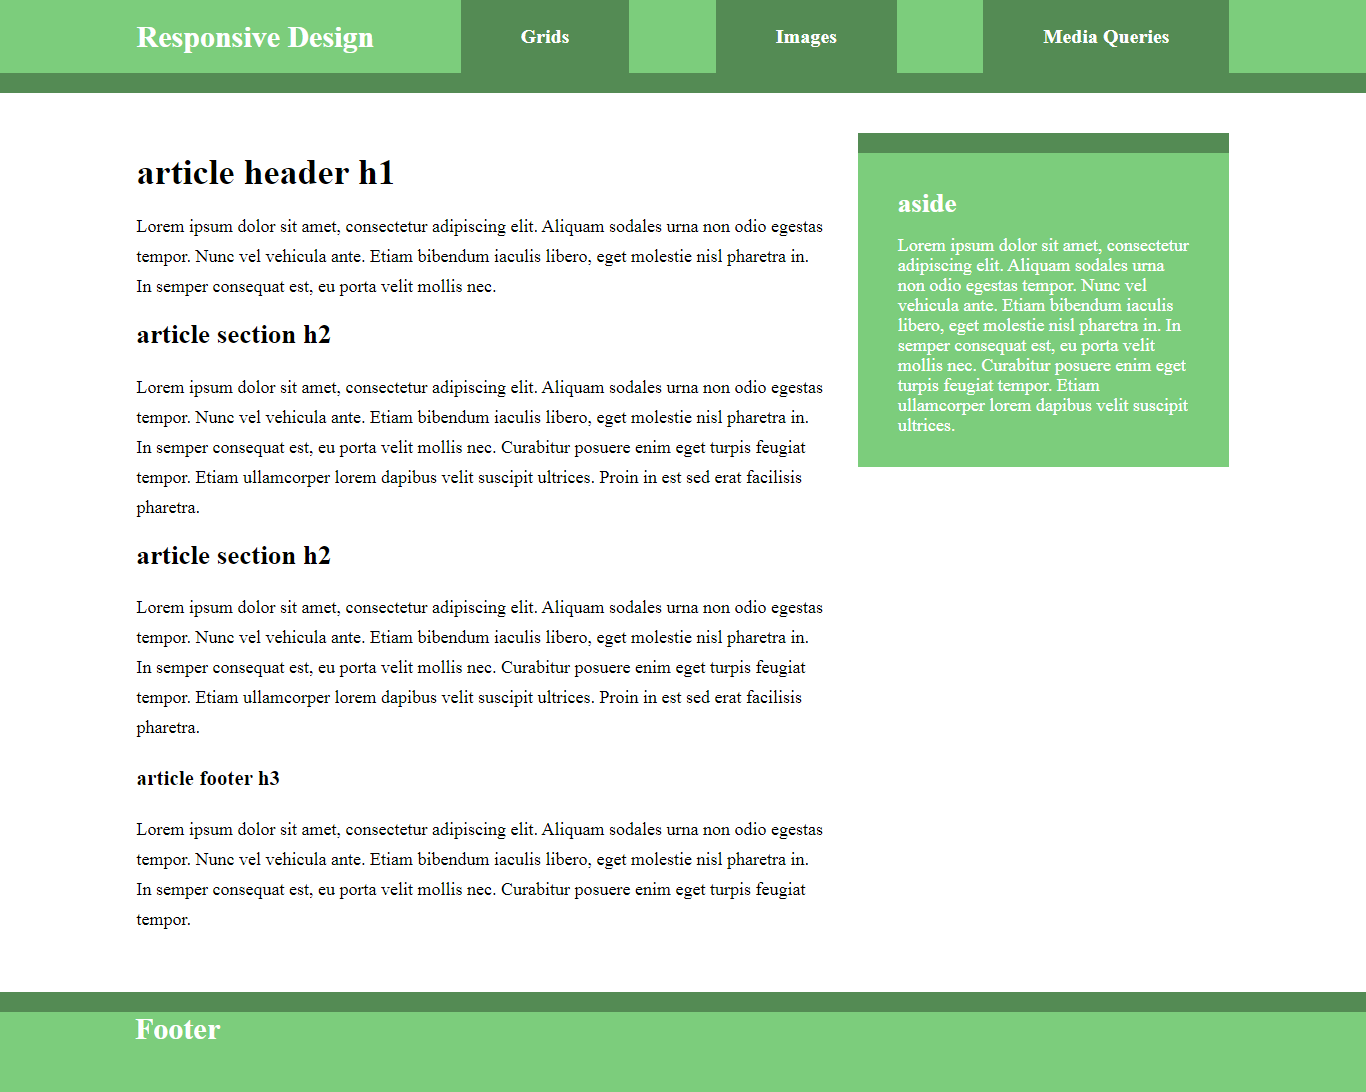 Responsive Design
Grids
Images
Media Queries
article header h1
Lorem ipsum dolor sit amet, consectetur adipiscing elit. Aliquam sodales urna non odio egestas
tempor. Nunc vel vehicula ante. Etiam bibendum iaculis libero, eget molestie nisl pharetra in.
In semper consequat est, eu porta velit mollis nec.
article section h2
Lorem ipsum dolor sit amet, consectetur adipiscing elit. Aliquam sodales urna non odio egestas
tempor. Nunc vel vehicula ante. Etiam bibendum iaculis libero, eget molestie nisl pharetra in.
In semper consequat est, eu porta velit mollis nec. Curabitur posuere enim eget turpis feugiat
tempor. Etiam ullamcorper lorem dapibus velit suscipit ultrices. Proin in est sed erat facilisis
pharetra.
article section h2
Lorem ipsum dolor sit amet, consectetur adipiscing elit. Aliquam sodales urna non odio egestas
tempor. Nunc vel vehicula ante. Etiam bibendum iaculis libero, eget molestie nisl pharetra in.
In semper consequat est, eu porta velit mollis nec. Curabitur posuere enim eget turpis feugiat
tempor. Etiam ullamcorper lorem dapibus velit suscipit ultrices. Proin in est sed erat facilisis
pharetra.
article footer h3
Lorem ipsum dolor sit amet, consectetur adipiscing elit. Aliquam sodales urna non odio egestas
tempor. Nunc vel vehicula ante. Etiam bibendum iaculis libero, eget molestie nisl pharetra in.
In semper consequat est, eu porta velit mollis nec. Curabitur posuere enim eget turpis feugiat
tempor.
aside
Lorem ipsum dolor sit amet, consectetur
adipiscing elit. Aliquam sodales urna
non odio egestas tempor. Nunc vel
vehicula ante. Etiam bibendum iaculis
libero, eget molestie nisl pharetra in. In
semper consequat est, eu porta velit
mollis nec. Curabitur posuere enim eget
turpis feugiat tempor. Etiam
ullamcorper lorem dapibus velit suscipit
ultrices.
Footer